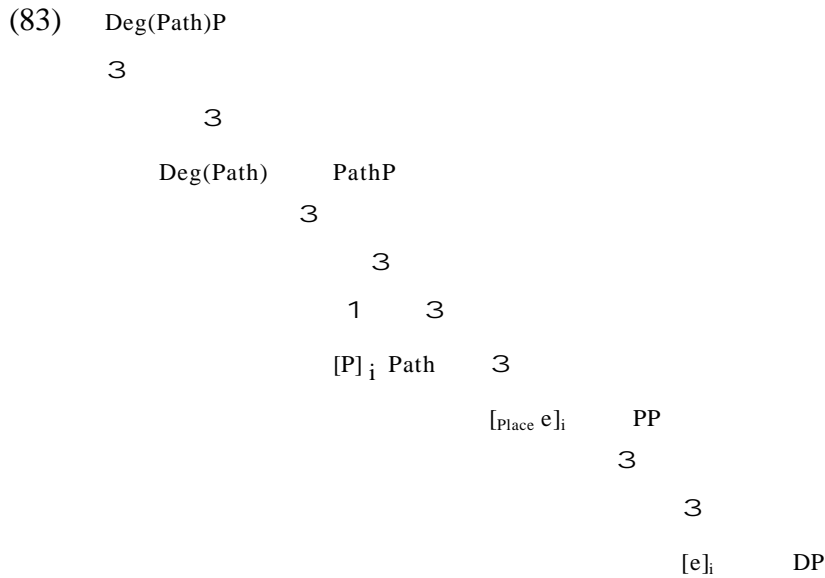 (83) Deg(Path)P
3
3
Deg(Path) PathP
3
3
1 3
[P] i Path 3
[Place e]i PP
3
3
[e]i DP